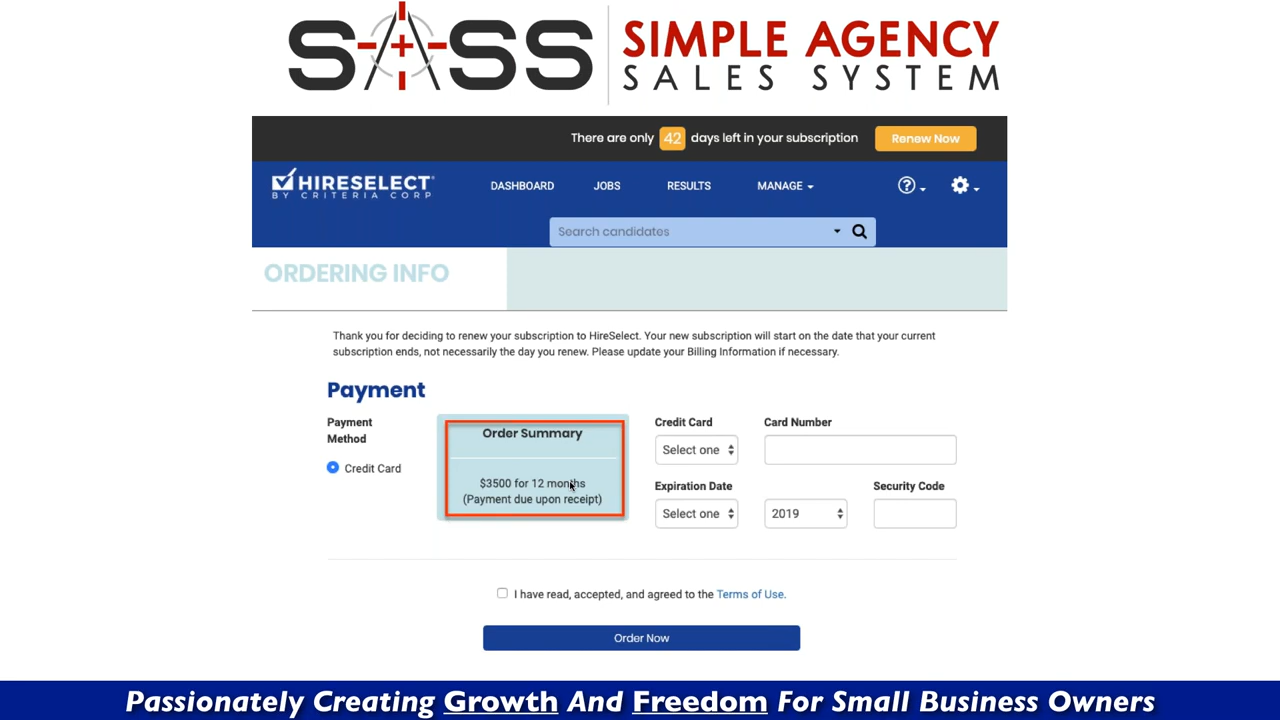 SASS
SIMPLE AGENCY
SALES SYSTEM
There are only 42 days left in your subscription
Renew Now
HIRESELECT
BY CRITERIA CORP
DASHBOARD
JOBS
RESULTS
MANAGE
Search candidates
ORDERING INFO
Thank you for deciding to renew your subscription to HireSelect. Your new subscription will start on the date that your current
subscription ends, not necessarily the day you renew. Please update your Billing Information if necessary.
Payment
Payment
Method
Credit Card
Order Summary
$3500 for 12 months
(Payment due upon receipt)
Credit Card
Select one
Card Number
Expiration Date
Select one
2019
Security Code
I have read, accepted, and agreed to the Terms of Use.
Order Now
Passionately Creating Growth And Freedom For Small Business Owners